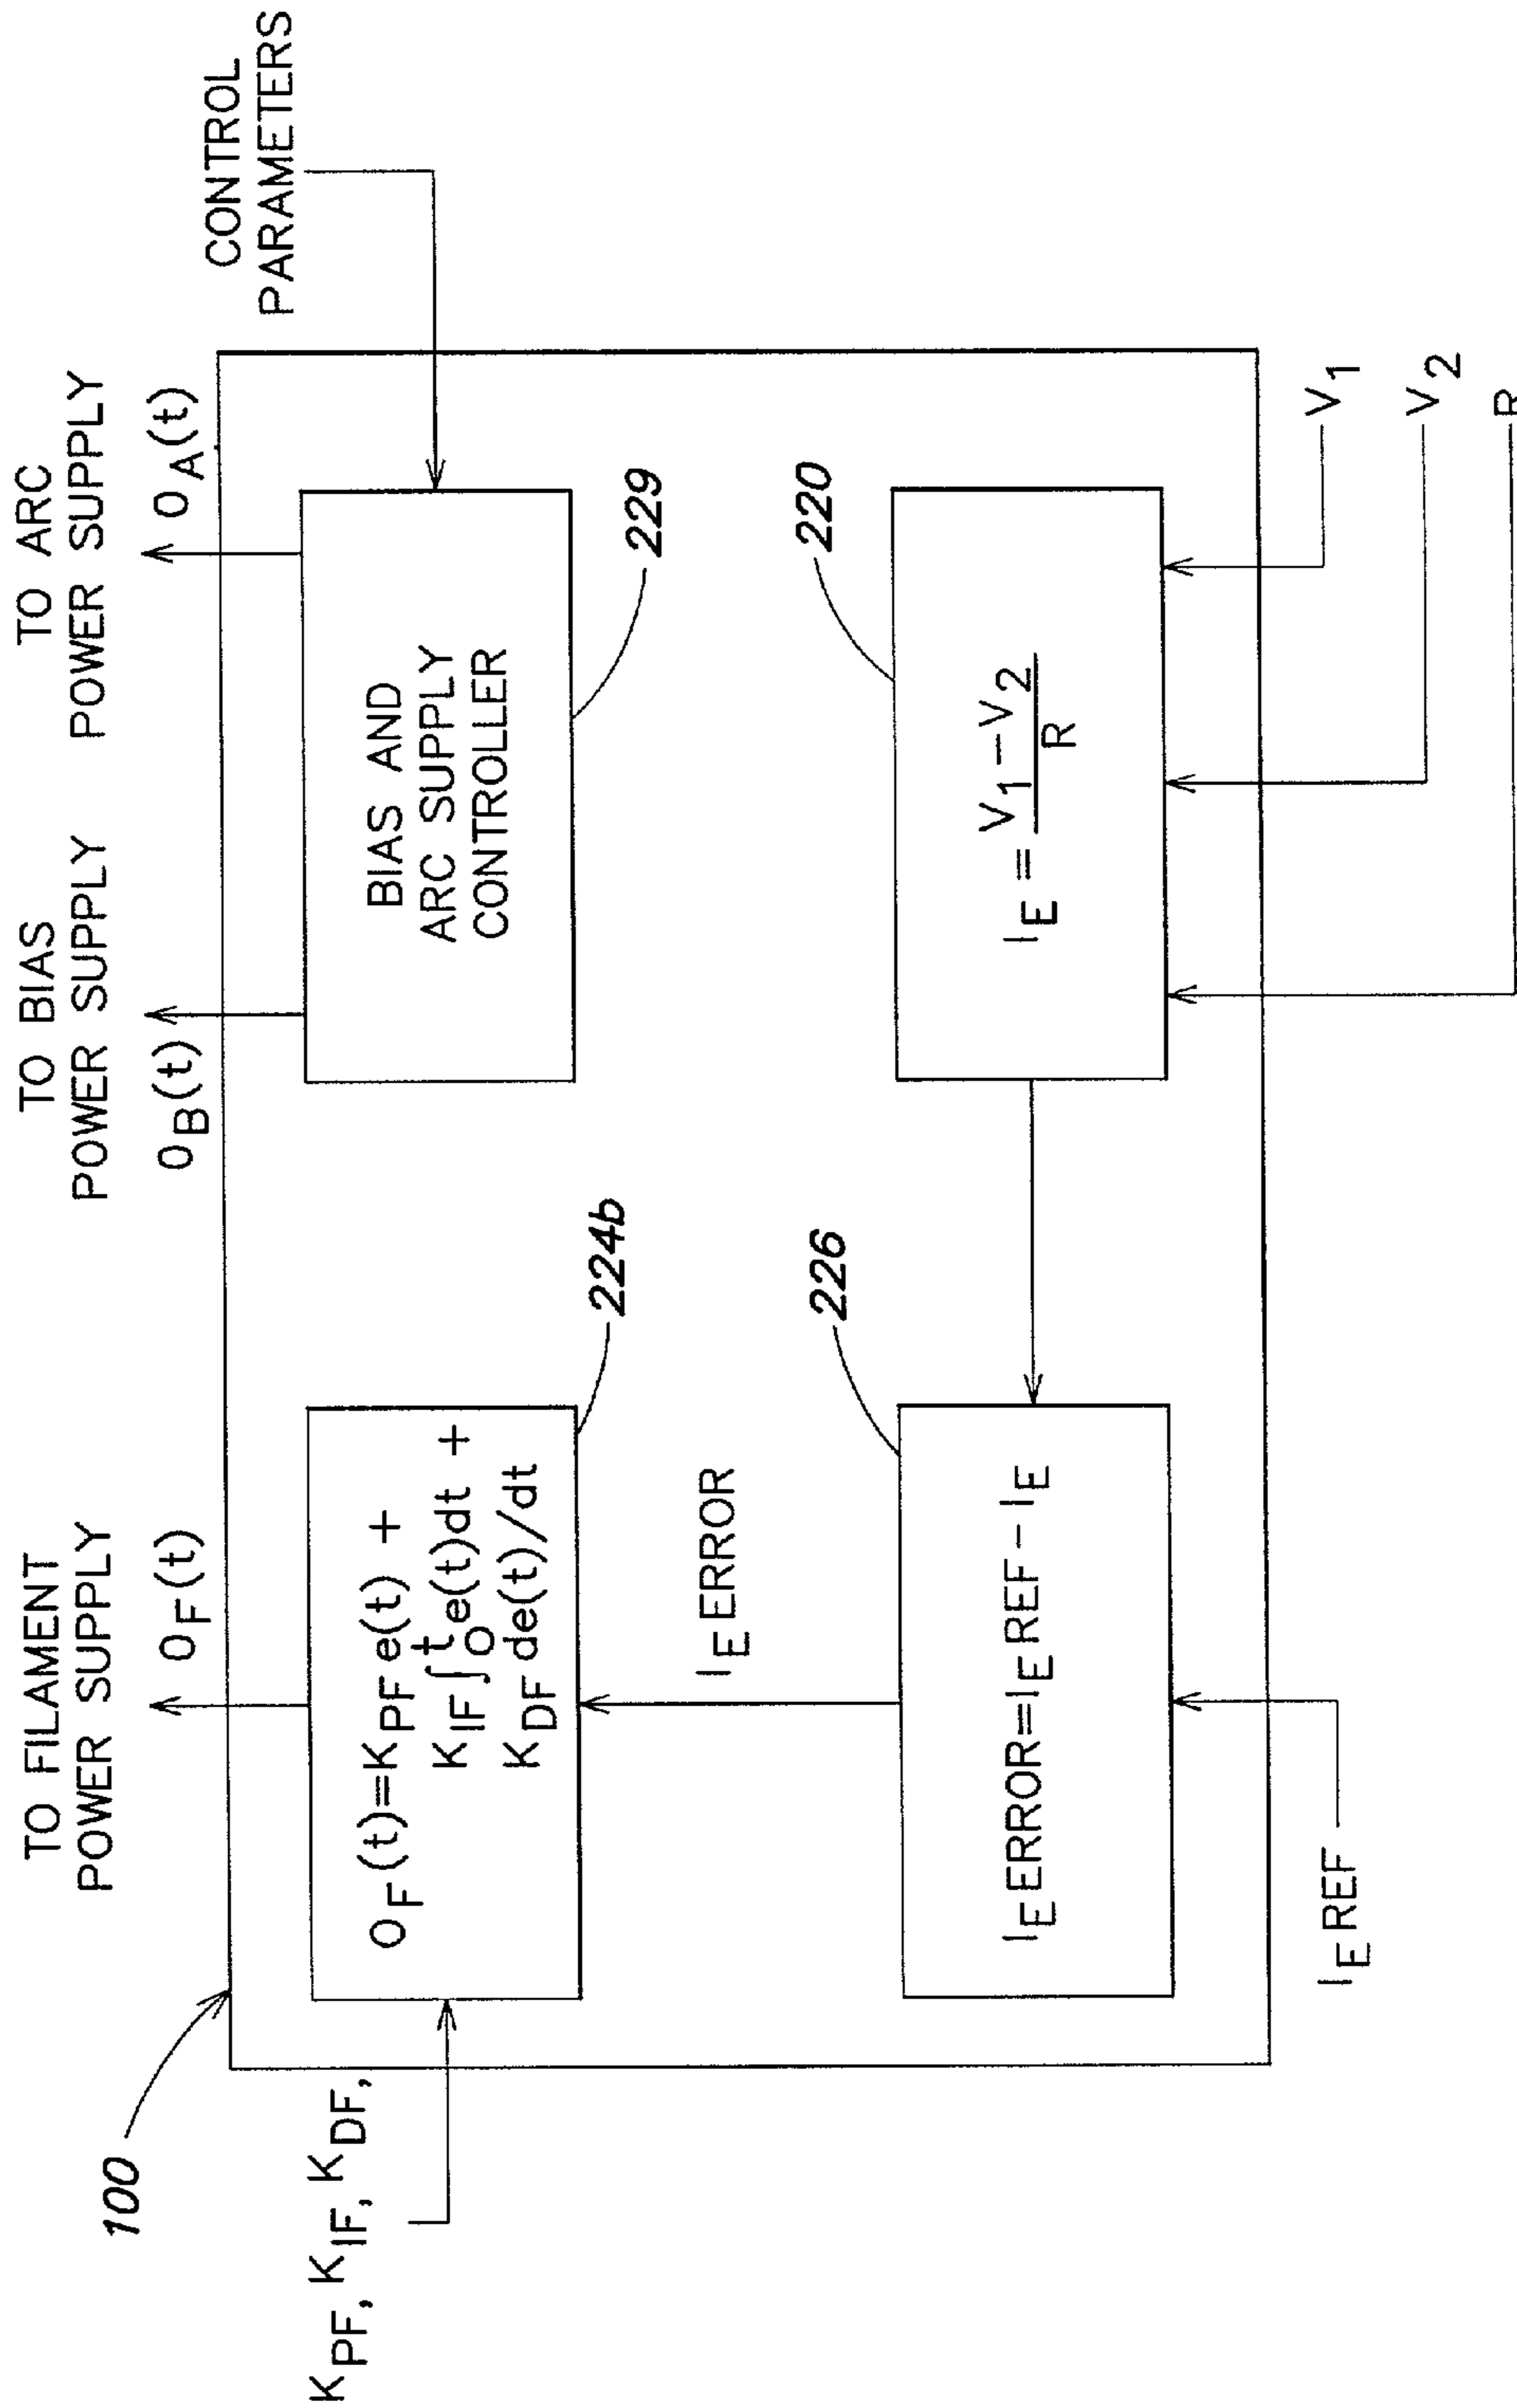 TO FILAMENT
POWER SUPPLY
O_F(t)
TO BIAS
POWER SUPPLY
O_B(t)
TO ARC
POWER SUPPLY
O_A(t)
100
K_PF, K_IF, K_DF,
O_F(t)=K_PF e(t) +
K_IF ∫_0^t e(t)dt +
K_DF de(t)/dt
224b
BIAS AND
ARC SUPPLY
CONTROLLER
229
CONTROL
PARAMETERS
I_E ERROR
226
I_E ERROR=I_E REF-I_E
220
I_E = (V_1-V_2)/R
I_E REF
V_1
V_2
R